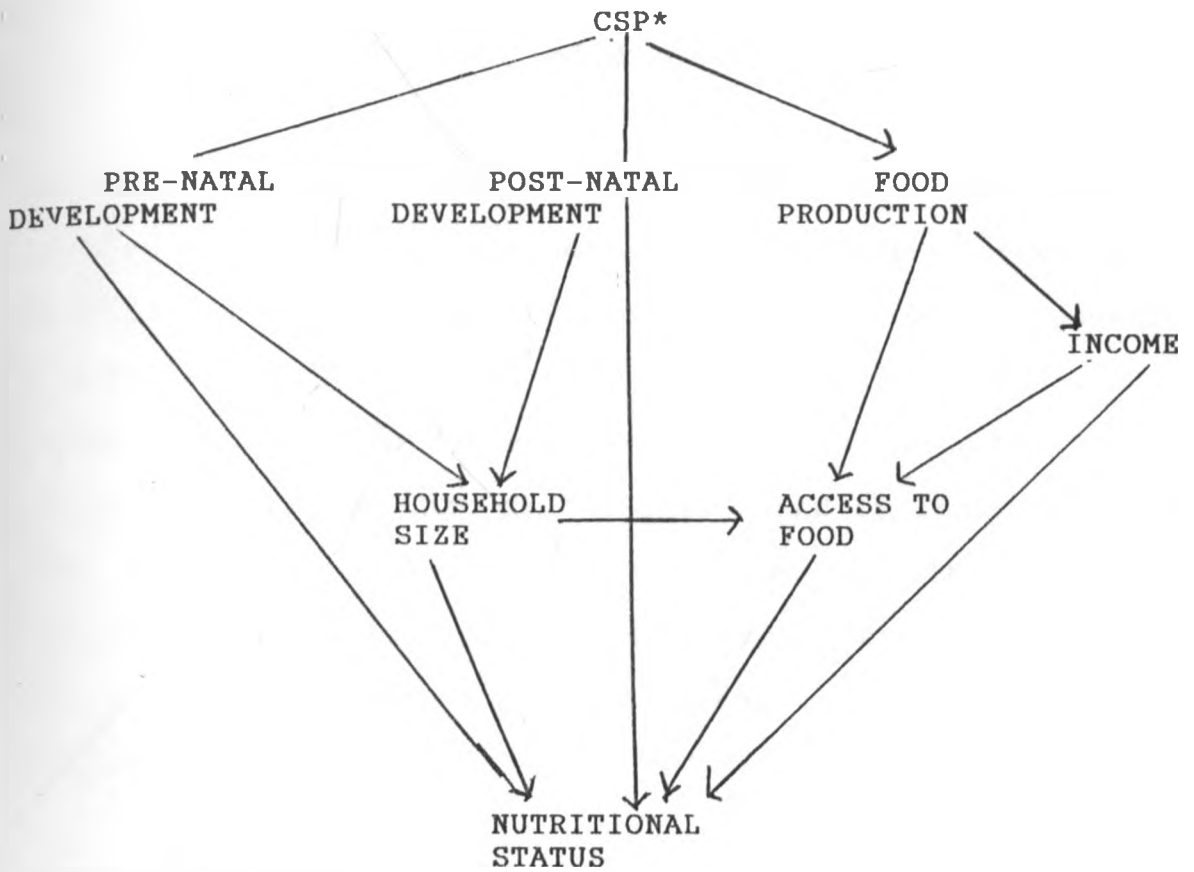 CSP*
PRE-NATAL
DEVELOPMENT
POST-NATAL
DEVELOPMENT
FOOD
PRODUCTION
INCOME
HOUSEHOLD
SIZE
ACCESS TO
FOOD
NUTRITIONAL
STATUS